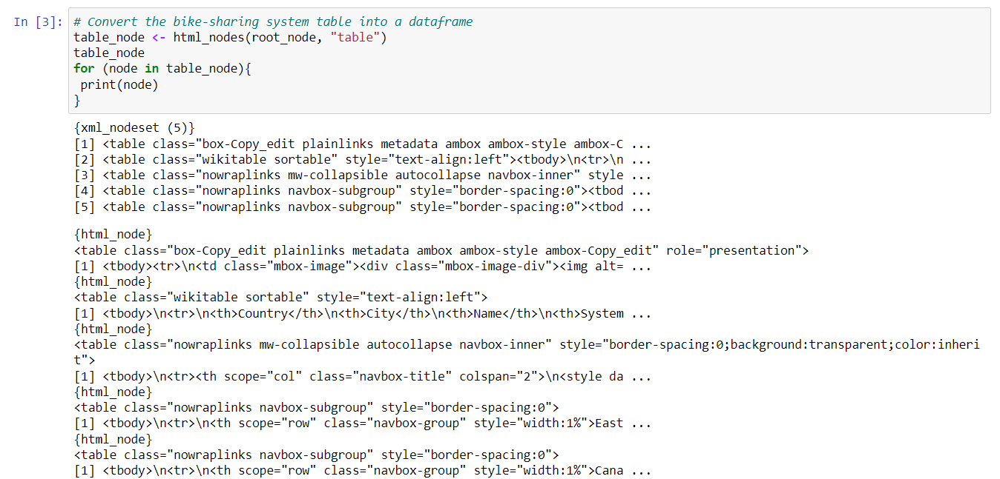 In [3]: # Convert the bike-sharing system table into a dataframe
table_node <- html_nodes(root_node, "table")
table_node
for (node in table_node){
 print(node)
}
{xml_nodeset (5)}
[1] <table class="box-Copy_edit plainlinks metadata ambox ambox-style ambox-C ...
[2] <table class="wikitable sortable" style="text-align:left"><tbody>\n<tr>\n ...
[3] <table class="nowraplinks mw-collapsible autocollapse navbox-inner" style ...
[4] <table class="nowraplinks navbox-subgroup" style="border-spacing:0"><tbod ...
[5] <table class="nowraplinks navbox-subgroup" style="border-spacing:0"><tbod ...
{html_node}
<table class="box-Copy_edit plainlinks metadata ambox ambox-style ambox-Copy_edit" role="presentation">
[1] <tbody><tr>\n<td class="mbox-image"><div class="mbox-image-div"><img alt= ...
{html_node}
<table class="wikitable sortable" style="text-align:left">
[1] <tbody>\n<tr>\n<th>Country</th>\n<th>City</th>\n<th>Name</th>\n<th>System ...
{html_node}
<table class="nowraplinks mw-collapsible autocollapse navbox-inner" style="border-spacing:0;background:transparent;color:inheri
t">
[1] <tbody>\n<tr><th scope="col" class="navbox-title" colspan="2">\n<style da ...
{html_node}
<table class="nowraplinks navbox-subgroup" style="border-spacing:0">
[1] <tbody>\n<tr>\n<th scope="row" class="navbox-group" style="width:1%">East ...
{html_node}
<table class="nowraplinks navbox-subgroup" style="border-spacing:0">
[1] <tbody>\n<tr>\n<th scope="row" class="navbox-group" style="width:1%">Cana ...